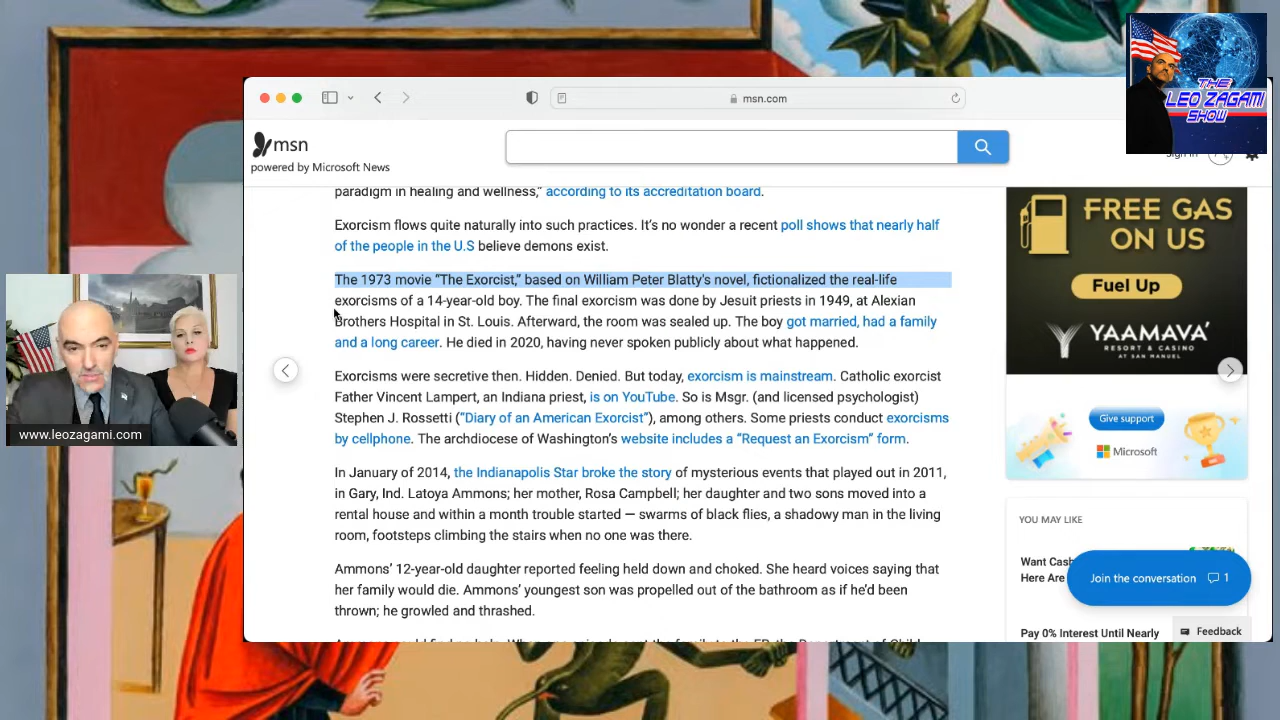 THE
LEO ZAGAMI
SHOW
msn.com
msn
powered by Microsoft News
paradigm in healing and wellness,” according to its accreditation board.
Exorcism flows quite naturally into such practices. It’s no wonder a recent poll shows that nearly half
of the people in the U.S believe demons exist.
The 1973 movie “The Exorcist,” based on William Peter Blatty's novel, fictionalized the real-life
exorcisms of a 14-year-old boy. The final exorcism was done by Jesuit priests in 1949, at Alexian
Brothers Hospital in St. Louis. Afterward, the room was sealed up. The boy got married, had a family
and a long career. He died in 2020, having never spoken publicly about what happened.
Exorcisms were secretive then. Hidden. Denied. But today, exorcism is mainstream. Catholic exorcist
Father Vincent Lampert, an Indiana priest, is on YouTube. So is Msgr. (and licensed psychologist)
Stephen J. Rossetti (“Diary of an American Exorcist”), among others. Some priests conduct exorcisms
by cellphone. The archdiocese of Washington’s website includes a “Request an Exorcism” form.
In January of 2014, the Indianapolis Star broke the story of mysterious events that played out in 2011,
in Gary, Ind. Latoya Ammons; her mother, Rosa Campbell; her daughter and two sons moved into a
rental house and within a month trouble started — swarms of black flies, a shadowy man in the living
room, footsteps climbing the stairs when no one was there.
Ammons’ 12-year-old daughter reported feeling held down and choked. She heard voices saying that
her family would die. Ammons’ youngest son was propelled out of the bathroom as if he’d been
thrown; he growled and thrashed.
FREE GAS
ON US
Fuel Up
YAAMAVA’
RESORT & CASINO
AT SAN MANUEL
Give support
Microsoft
YOU MAY LIKE
Want Cash
Here Are
Join the conversation 1
Pay 0% Interest Until Nearly
Feedback
www.leozagami.com